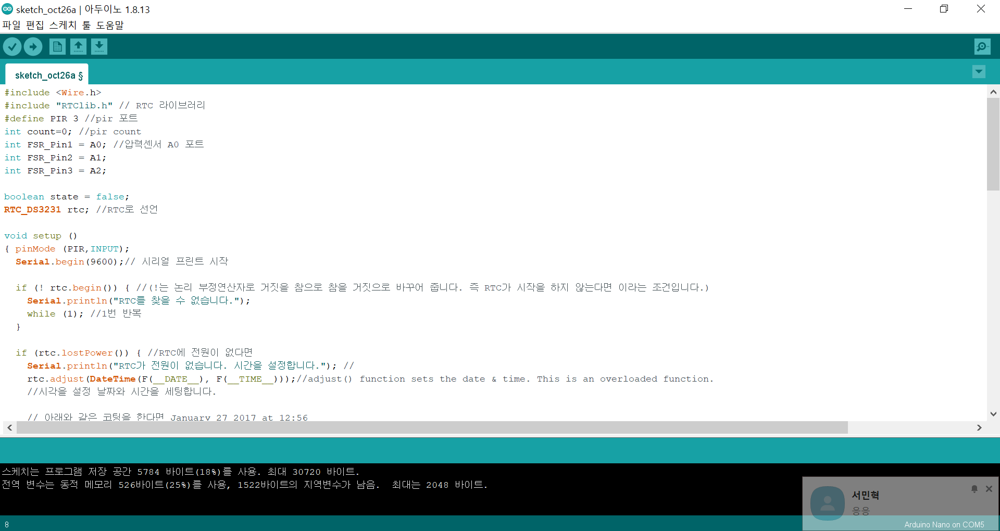 sketch_oct26a | 아두이노 1.8.13
파일 편집 스케치 툴 도움말
sketch_oct26a §
#include <Wire.h>
#include "RTClib.h" // RTC 라이브러리
#define PIR 3 //pir 포트
int count=0; //pir count
int FSR_Pin1 = A0; //압력센서 A0 포트
int FSR_Pin2 = A1;
int FSR_Pin3 = A2;
boolean state = false;
RTC_DS3231 rtc; //RTC로 선언
void setup ()
{ pinMode (PIR,INPUT);
Serial.begin(9600);// 시리얼 프린트 시작
if (! rtc.begin()) { //(!는 논리 부정연산자로 거짓을 참으로 참을 거짓으로 바꾸어 줍니다. 즉 RTC가 시작을 하지 않는다면 이라는 조건입니다.)
Serial.println("RTC를 찾을 수 없습니다.");
while (1); //1번 반복
}
if (rtc.lostPower()) { //RTC에 전원이 없다면
Serial.println("RTC가 전원이 없습니다. 시간을 설정합니다."); //
rtc.adjust(DateTime(F(__DATE__), F(__TIME__)));//adjust() function sets the date & time. This is an overloaded function.
//시각을 설정 날짜와 시간을 세팅합니다.
// 아래와 같은 코팅을 한다면 January 27 2017 at 12:56
스케치는 프로그램 저장 공간 5784 바이트(18%)를 사용. 최대 30720 바이트.
전역 변수는 동적 메모리 526바이트(25%)를 사용, 1522바이트의 지역변수가 남음.  최대는 2048 바이트.
서민혁
응응
8
Arduino Nano on COM5